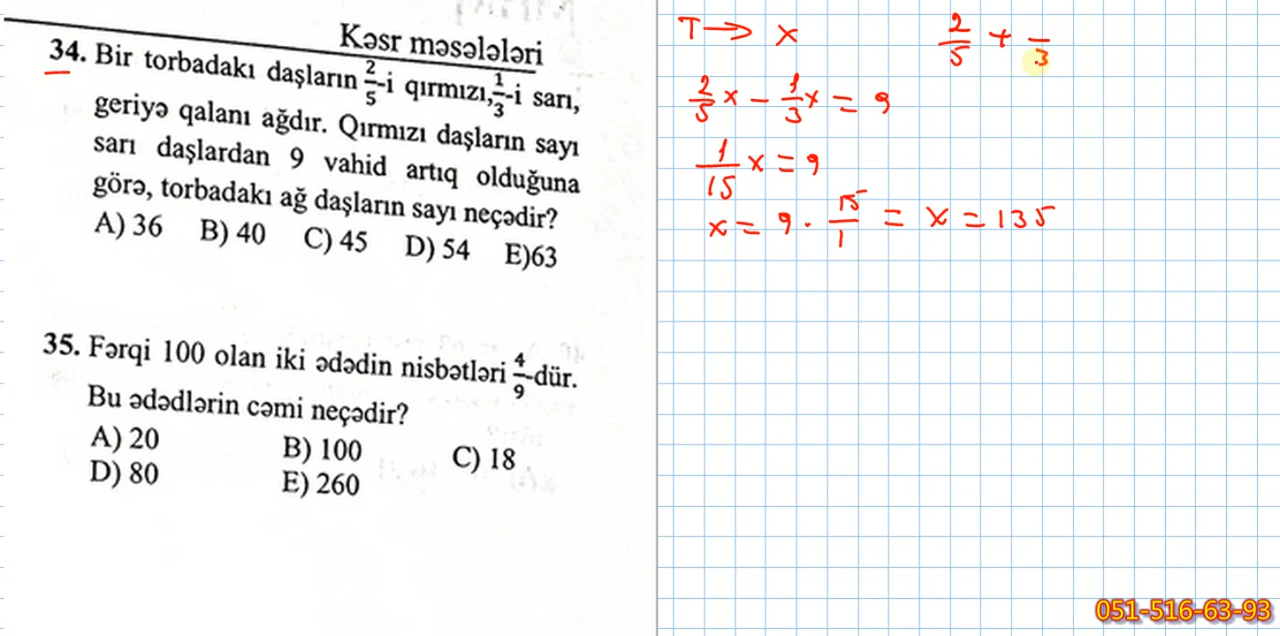 Kəsr məsələləri
34. Bir torbadakı daşların 2/5-i qırmızı, 1/3-i sarı,
geriyə qalanı ağdır. Qırmızı daşların sayı
sarı daşlardan 9 vahid artıq olduğuna
görə, torbadakı ağ daşların sayı neçədir?
A) 36 B) 40 C) 45 D) 54 E)63
35. Fərqi 100 olan iki ədədin nisbətləri 4/9-dür.
Bu ədədlərin cəmi neçədir?
A) 20 B) 100 C) 18
D) 80 E) 260
T → x
2/5 x - 1/3 x = 9
1/15 x = 9
x = 9 · 15/1 = x = 135
2/5 + /3
051-516-63-93